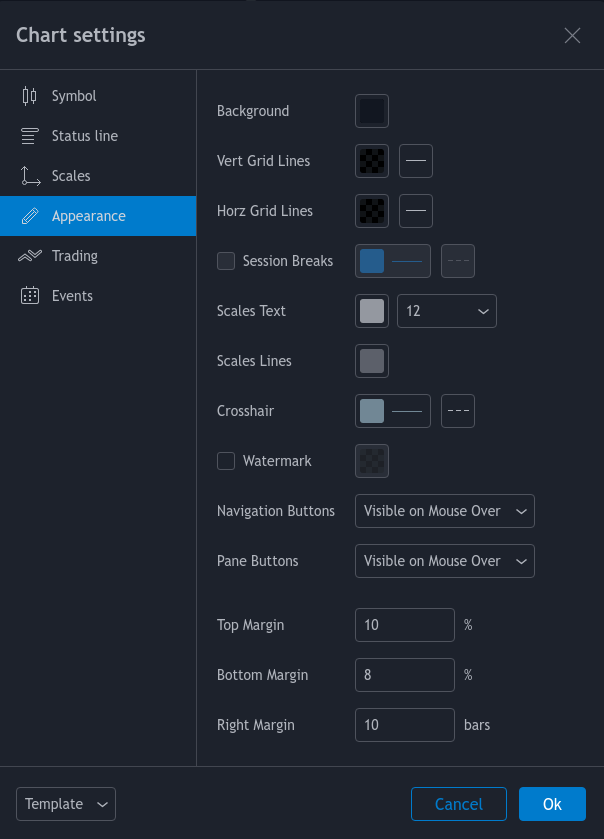 Chart settings
Symbol
Status line
Scales
Appearance
Trading
Events
Background
Vert Grid Lines
Horz Grid Lines
Session Breaks
Scales Text
12
Scales Lines
Crosshair
Watermark
Navigation Buttons
Visible on Mouse Over
Pane Buttons
Visible on Mouse Over
Top Margin
10 %
Bottom Margin
8 %
Right Margin
10 bars
Template
Cancel
Ok